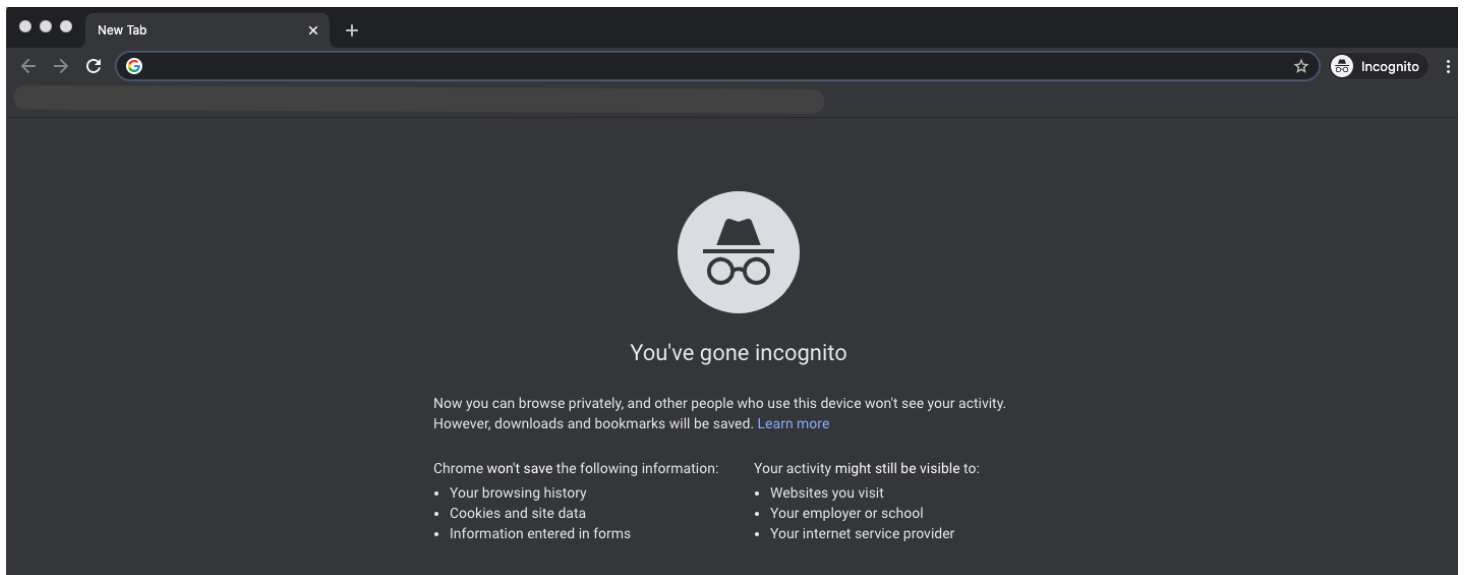 New Tab
Incognito
You've gone incognito
Now you can browse privately, and other people who use this device won't see your activity.
However, downloads and bookmarks will be saved. Learn more
Chrome won't save the following information:
• Your browsing history
• Cookies and site data
• Information entered in forms
Your activity might still be visible to:
• Websites you visit
• Your employer or school
• Your internet service provider